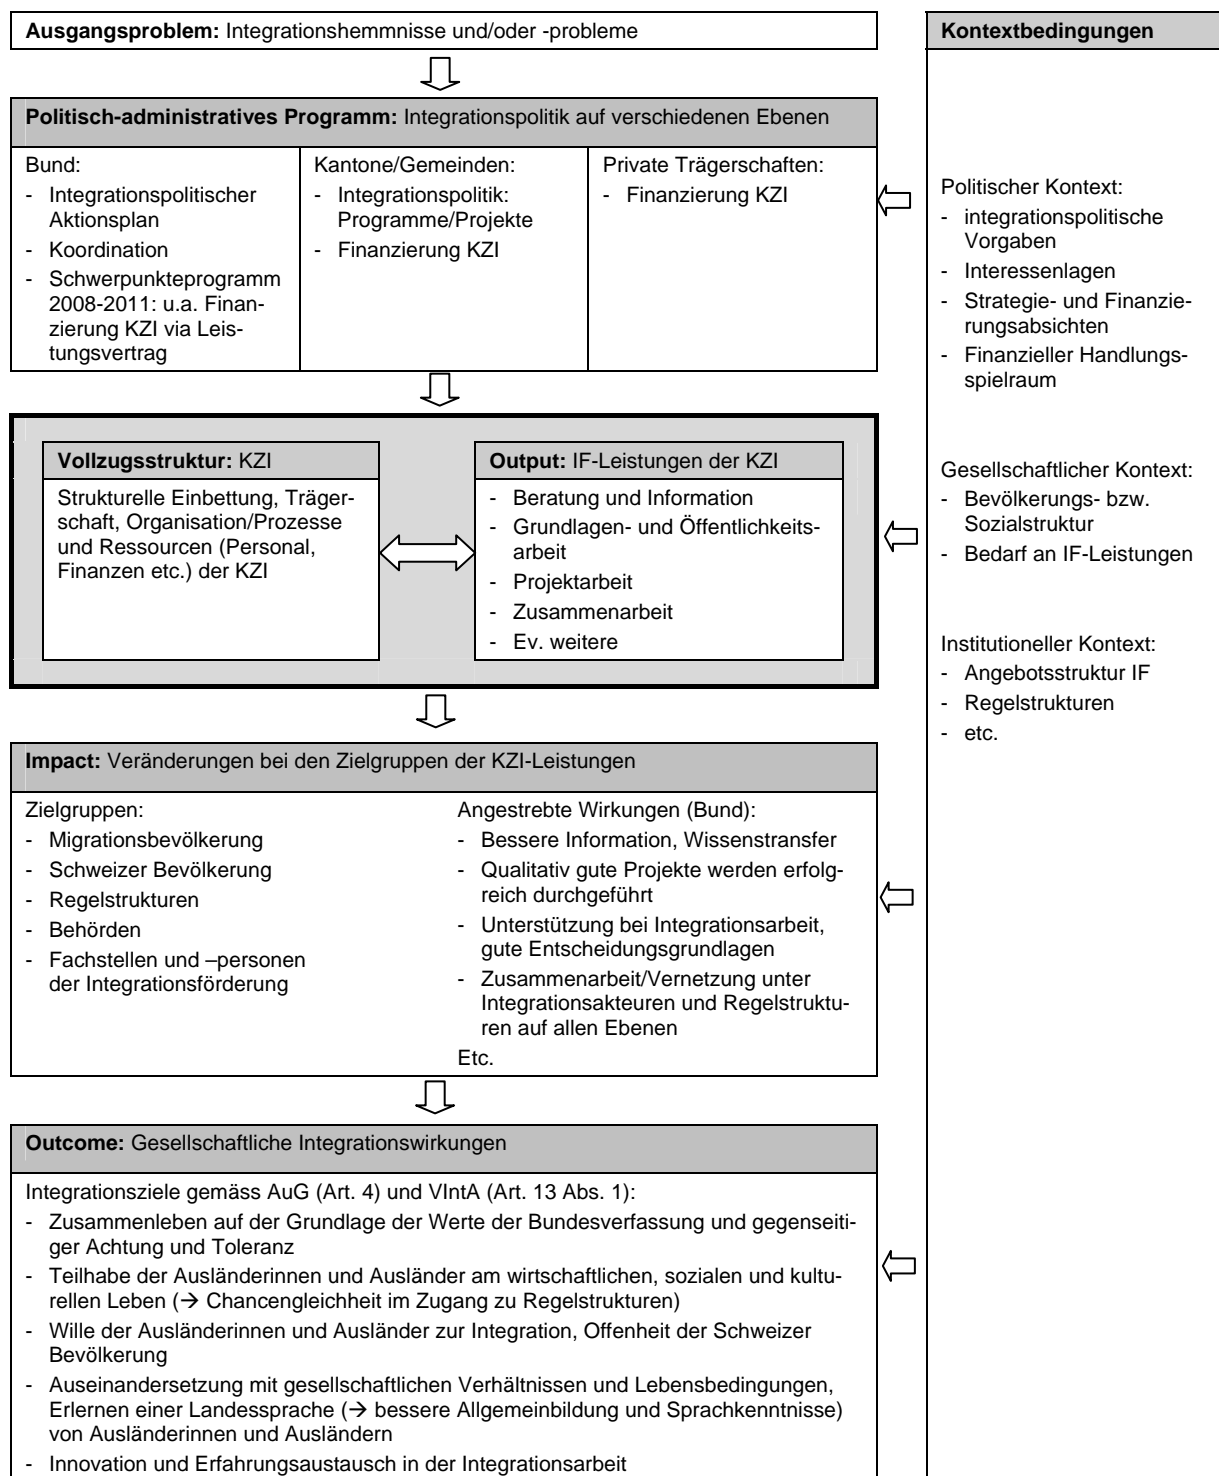 Ausgangsproblem: Integrationshemmnisse und/oder -probleme
Politisch-administratives Programm: Integrationspolitik auf verschiedenen Ebenen
Bund:
- Integrationspolitischer
Aktionsplan
- Koordination
- Schwerpunkteprogramm
2008-2011: u.a. Finan-
zierung KZI via Leis-
tungsvertrag
Kantone/Gemeinden:
- Integrationspolitik:
Programme/Projekte
- Finanzierung KZI
Private Trägerschaften:
- Finanzierung KZI
Vollzugsstruktur: KZI
Strukturelle Einbettung, Träger-
schaft, Organisation/Prozesse
und Ressourcen (Personal,
Finanzen etc.) der KZI
Output: IF-Leistungen der KZI
- Beratung und Information
- Grundlagen- und Öffentlichkeits-
arbeit
- Projektarbeit
- Zusammenarbeit
- Ev. weitere
Impact: Veränderungen bei den Zielgruppen der KZI-Leistungen
Zielgruppen:
- Migrationsbevölkerung
- Schweizer Bevölkerung
- Regelstrukturen
- Behörden
- Fachstellen und –personen
der Integrationsförderung
Angestrebte Wirkungen (Bund):
- Bessere Information, Wissenstransfer
- Qualitativ gute Projekte werden erfolg-
reich durchgeführt
- Unterstützung bei Integrationsarbeit,
gute Entscheidungsgrundlagen
- Zusammenarbeit/Vernetzung unter
Integrationsakteuren und Regelstruktu-
ren auf allen Ebenen
Etc.
Outcome: Gesellschaftliche Integrationswirkungen
Integrationsziele gemäss AuG (Art. 4) und VIntA (Art. 13 Abs. 1):
- Zusammenleben auf der Grundlage der Werte der Bundesverfassung und gegenseiti-
ger Achtung und Toleranz
- Teilhabe der Ausländerinnen und Ausländer am wirtschaftlichen, sozialen und kultu-
rellen Leben (→ Chancengleichheit im Zugang zu Regelstrukturen)
- Wille der Ausländerinnen und Ausländer zur Integration, Offenheit der Schweizer
Bevölkerung
- Auseinandersetzung mit gesellschaftlichen Verhältnissen und Lebensbedingungen,
Erlernen einer Landessprache (→ bessere Allgemeinbildung und Sprachkenntnisse)
von Ausländerinnen und Ausländern
- Innovation und Erfahrungsaustausch in der Integrationsarbeit
Kontextbedingungen
Politischer Kontext:
- integrationspolitische
Vorgaben
- Interessenlagen
- Strategie- und Finanzie-
rungsabsichten
- Finanzieller Handlungs-
spielraum
Gesellschaftlicher Kontext:
- Bevölkerungs- bzw.
Sozialstruktur
- Bedarf an IF-Leistungen
Institutioneller Kontext:
- Angebotsstruktur IF
- Regelstrukturen
- etc.